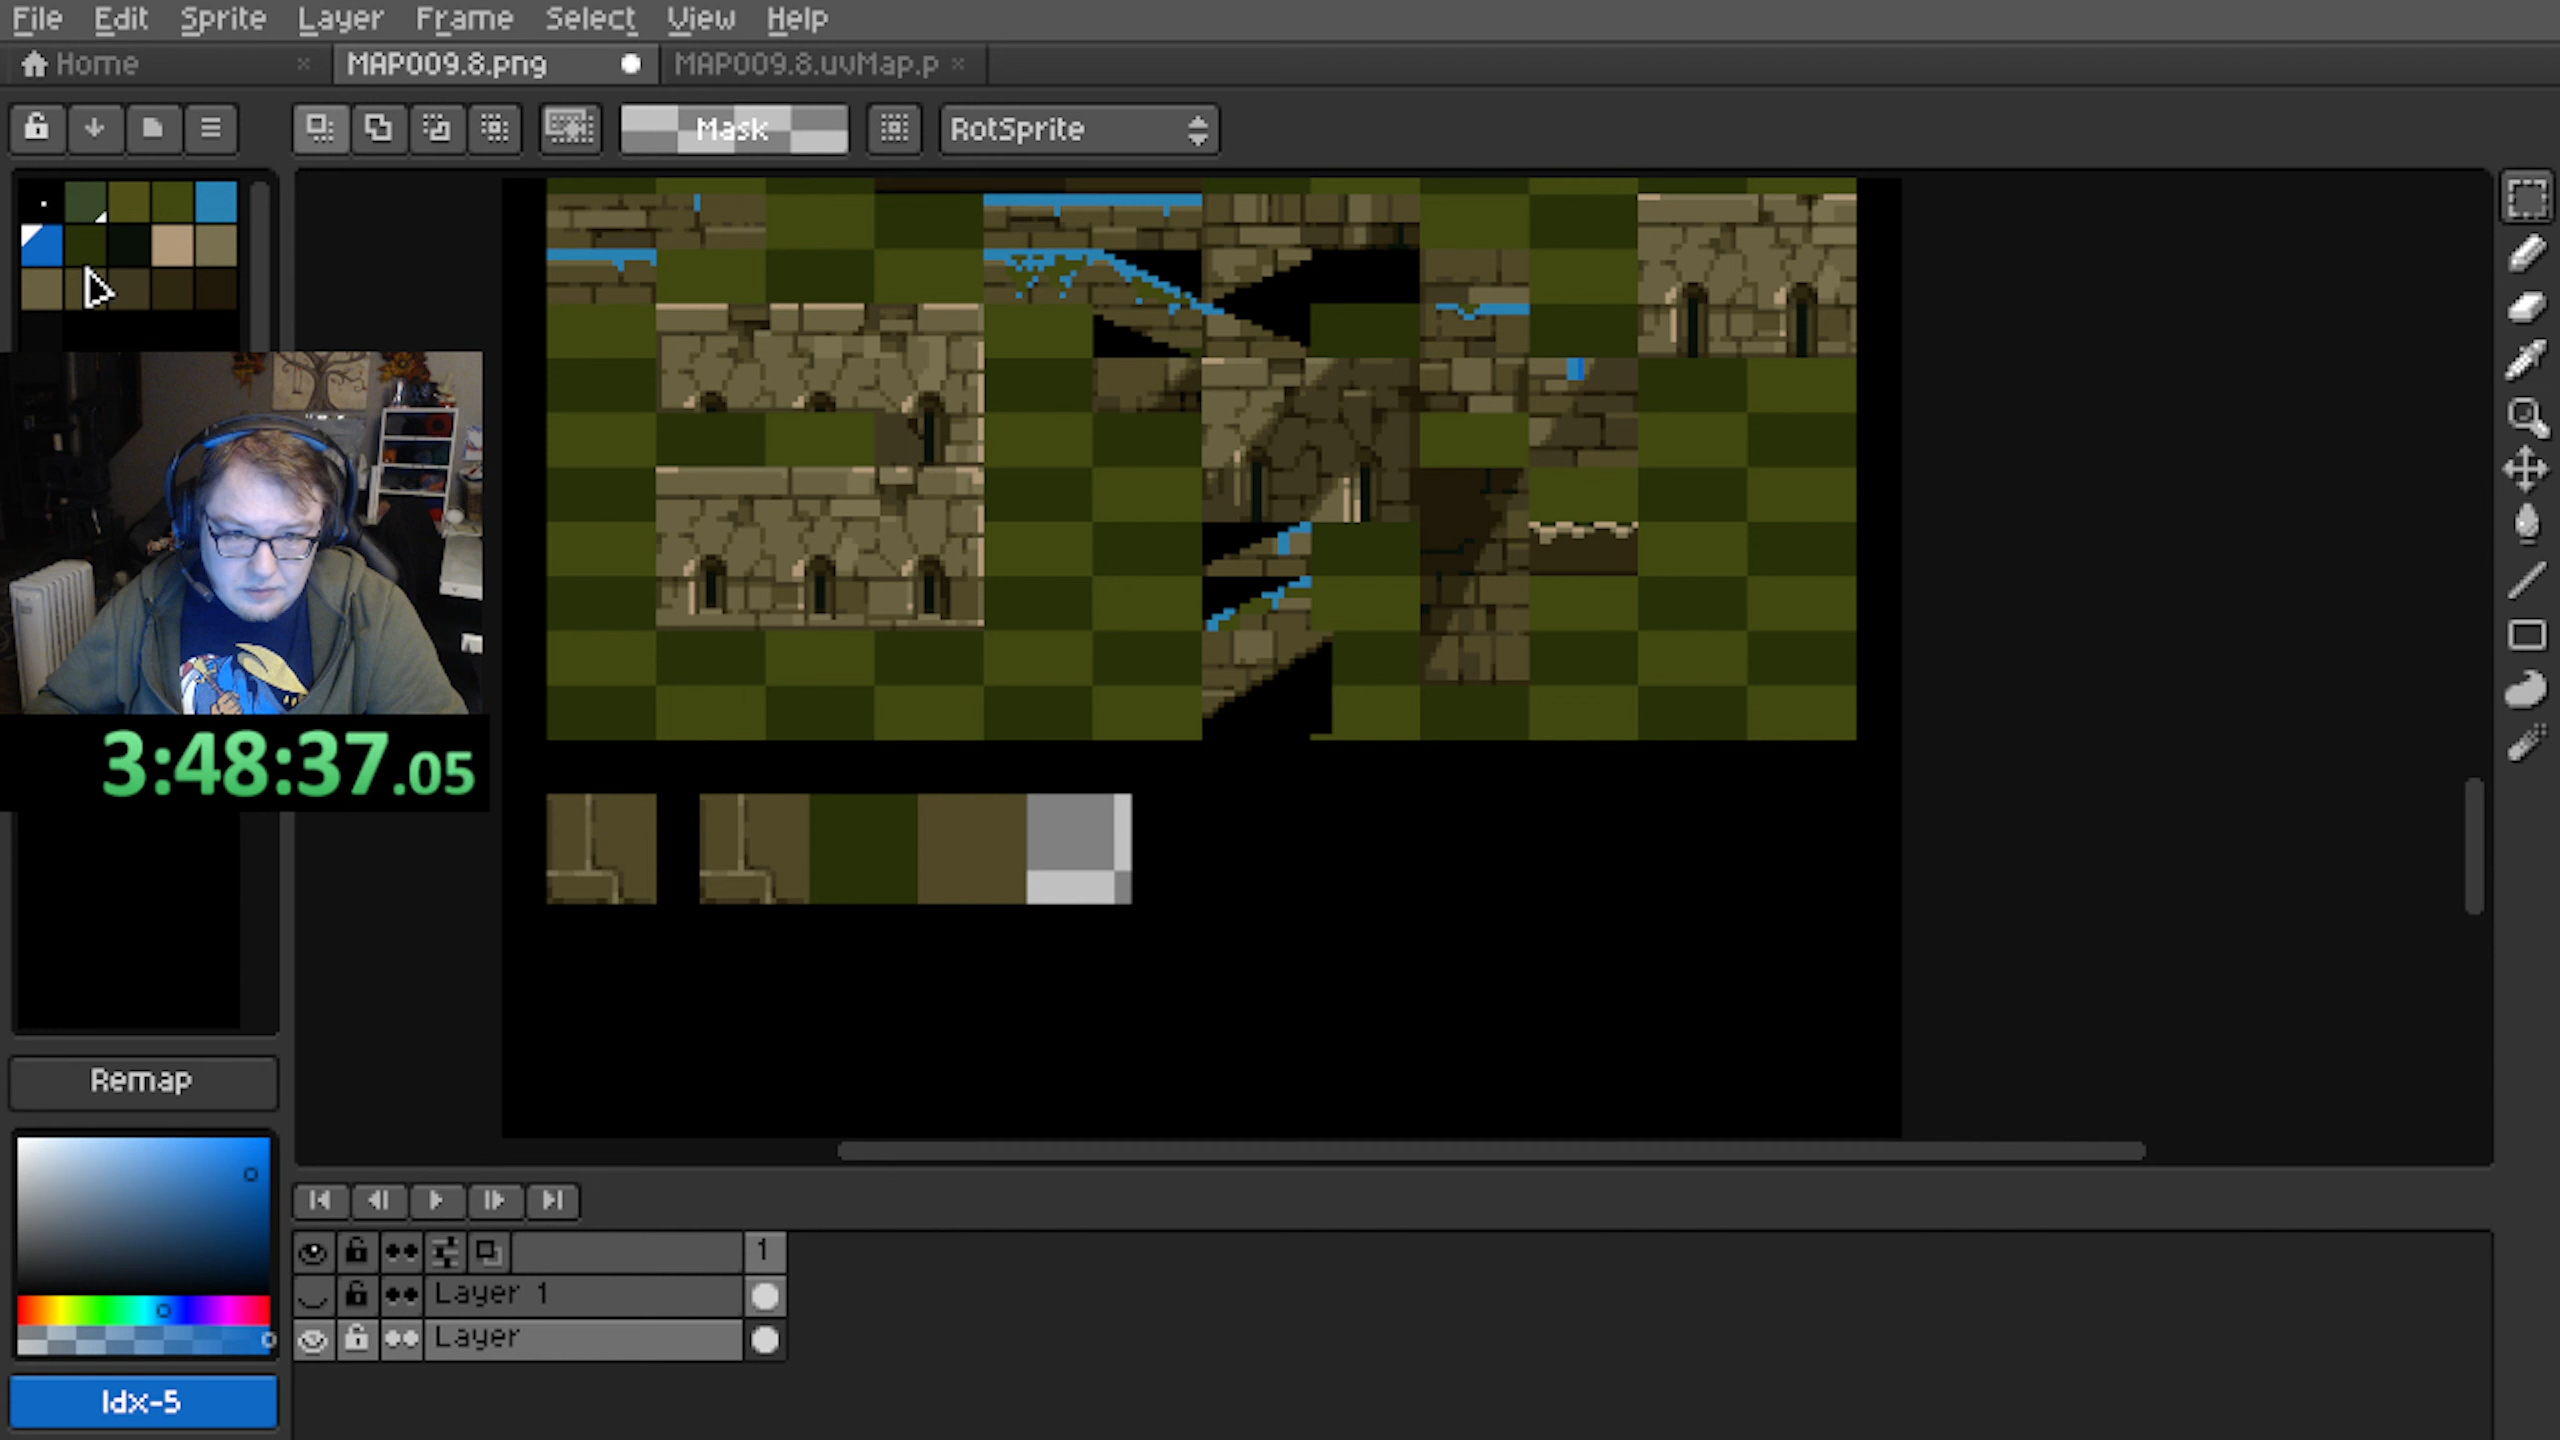 File Edit Sprite Layer Frame Select View Help
Home MAP009.8.png MAP009.8.uvMap.p
Mask RotSprite
3:48:37.05
Remap
1
Layer 1
Layer
Idx-5